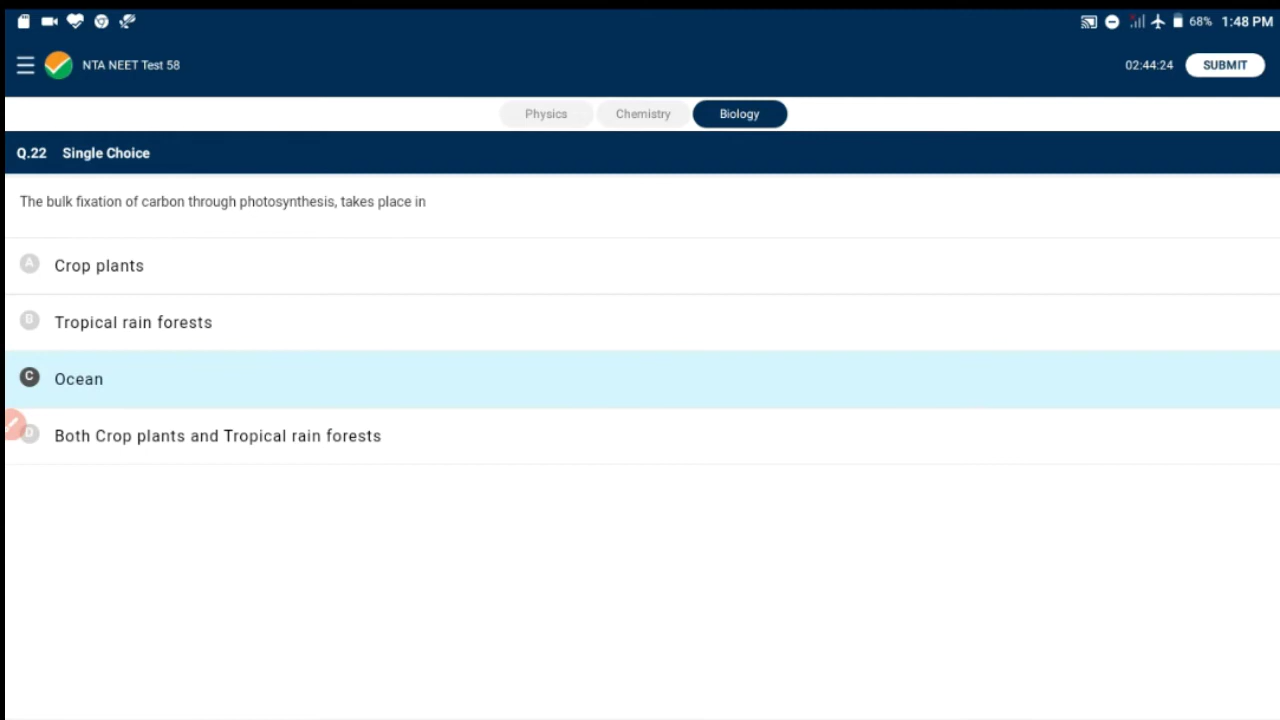 68% 1:48 PM
NTA NEET Test 58
02:44:24 SUBMIT
Physics Chemistry Biology
Q.22 Single Choice
The bulk fixation of carbon through photosynthesis, takes place in
A Crop plants
B Tropical rain forests
C Ocean
D Both Crop plants and Tropical rain forests